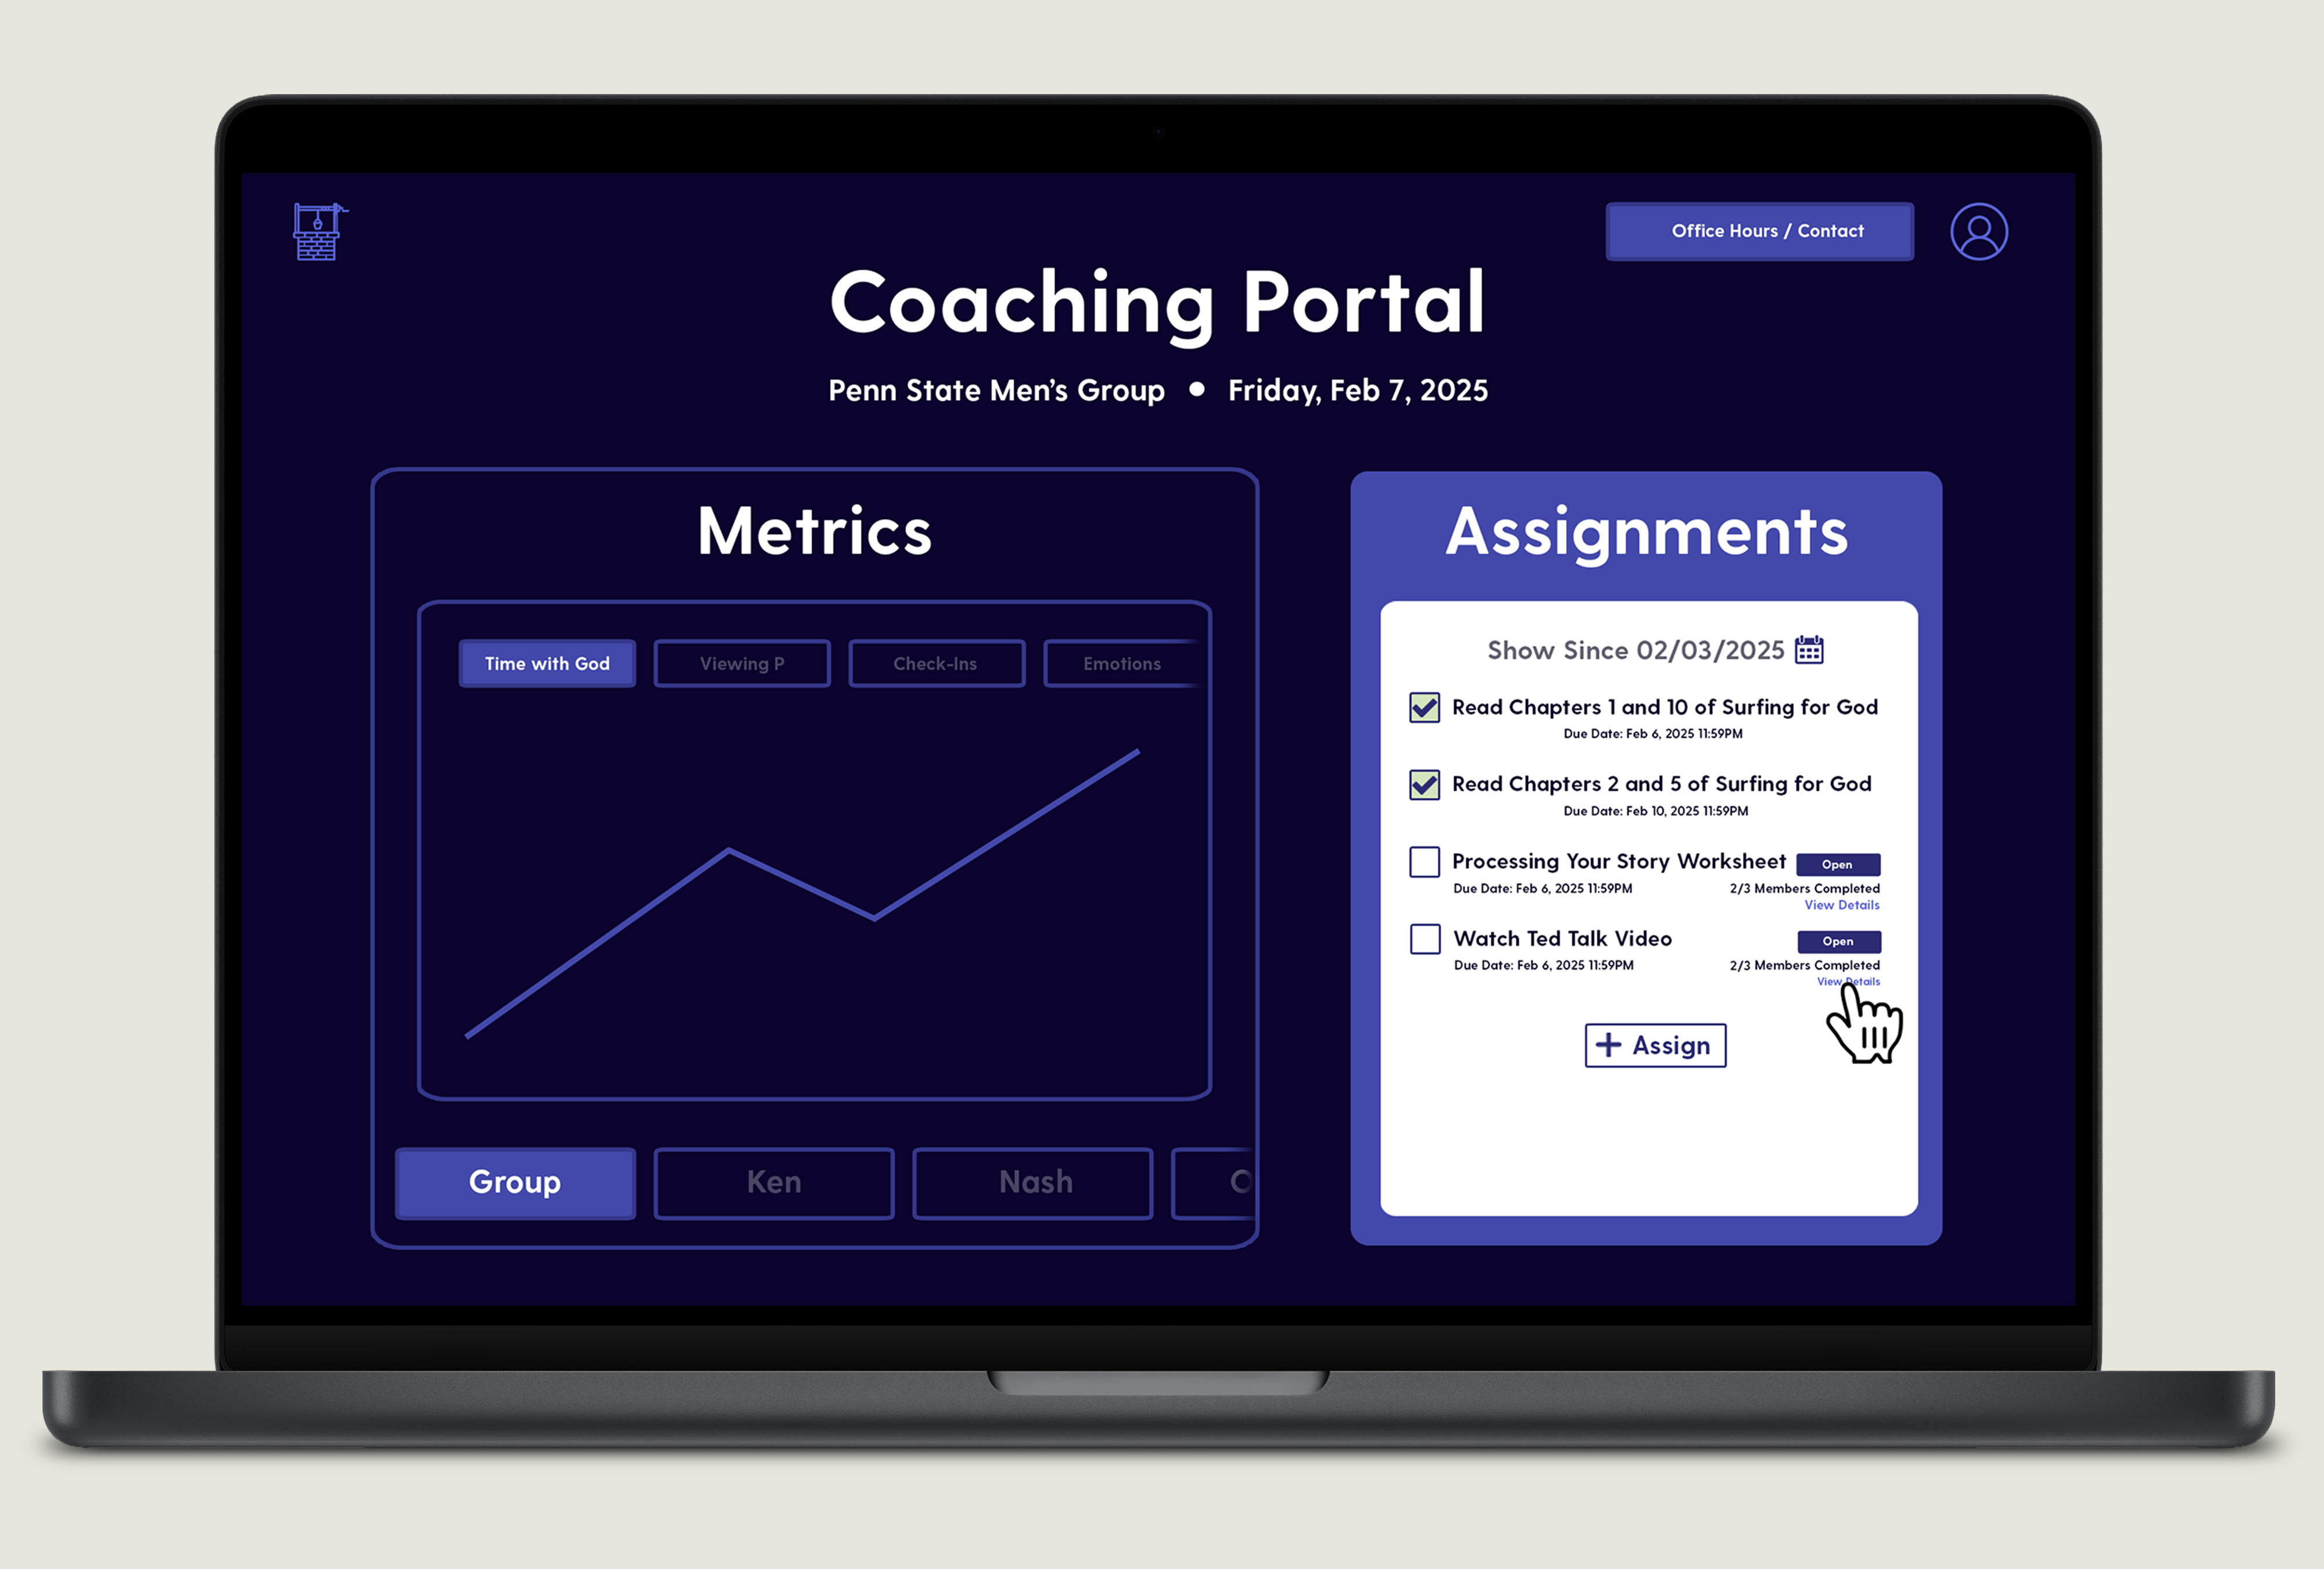 Office Hours / Contact
Coaching Portal
Penn State Men's Group • Friday, Feb 7, 2025
Metrics
Time with God
Viewing P
Check-Ins
Emotions
Group
Ken
Nash
O
Assignments
Show Since 02/03/2025
Read Chapters 1 and 10 of Surfing for God
Due Date: Feb 6, 2025 11:59PM
Read Chapters 2 and 5 of Surfing for God
Due Date: Feb 10, 2025 11:59PM
Processing Your Story Worksheet
Open
Due Date: Feb 6, 2025 11:59PM
2/3 Members Completed
View Details
Watch Ted Talk Video
Open
Due Date: Feb 6, 2025 11:59PM
2/3 Members Completed
View Details
+ Assign